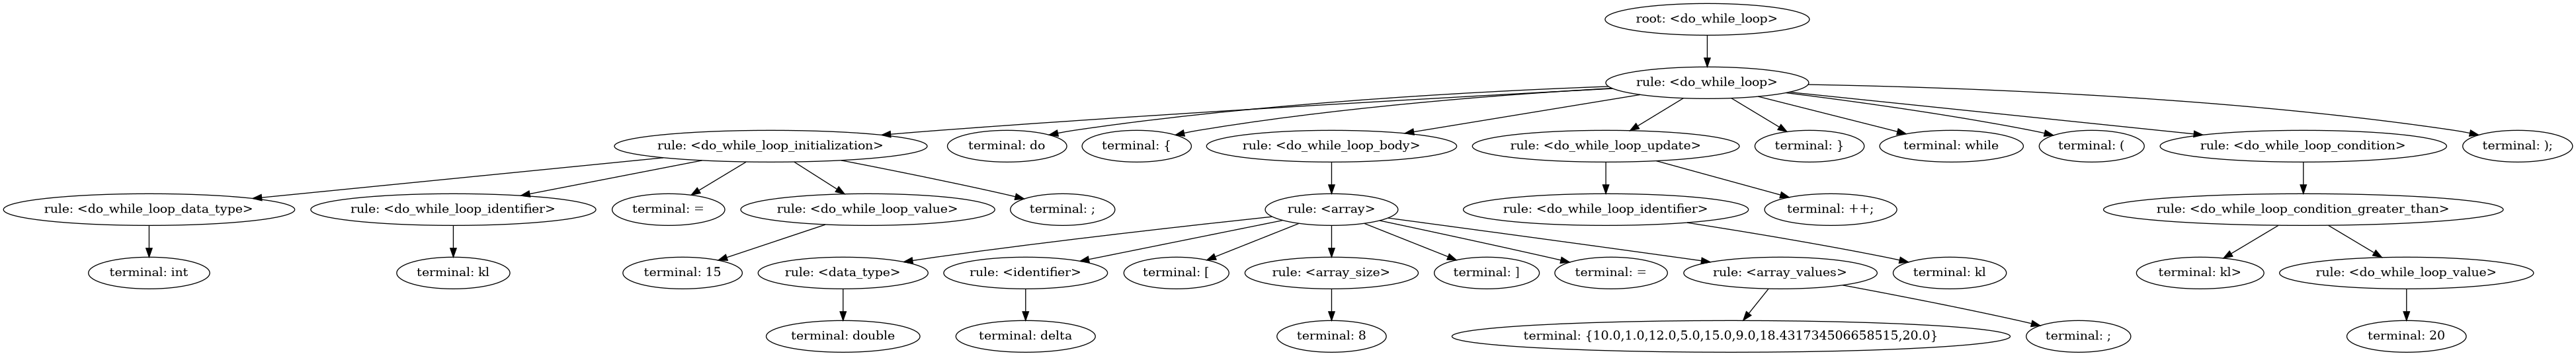 root: <do_while_loop>
rule: <do_while_loop>
rule: <do_while_loop_initialization>
terminal: do
terminal: {
rule: <do_while_loop_body>
rule: <do_while_loop_update>
terminal: }
terminal: while
terminal: (
rule: <do_while_loop_condition>
terminal: );
rule: <do_while_loop_data_type>
rule: <do_while_loop_identifier>
terminal: =
rule: <do_while_loop_value>
terminal: ;
rule: <array>
rule: <do_while_loop_identifier>
terminal: ++;
rule: <do_while_loop_condition_greater_than>
terminal: int
terminal: kl
terminal: 15
rule: <data_type>
rule: <identifier>
terminal: [
rule: <array_size>
terminal: ]
terminal: =
rule: <array_values>
terminal: kl
terminal: kl>
rule: <do_while_loop_value>
terminal: double
terminal: delta
terminal: 8
terminal: {10.0,1.0,12.0,5.0,15.0,9.0,18.431734506658515,20.0}
terminal: ;
terminal: 20